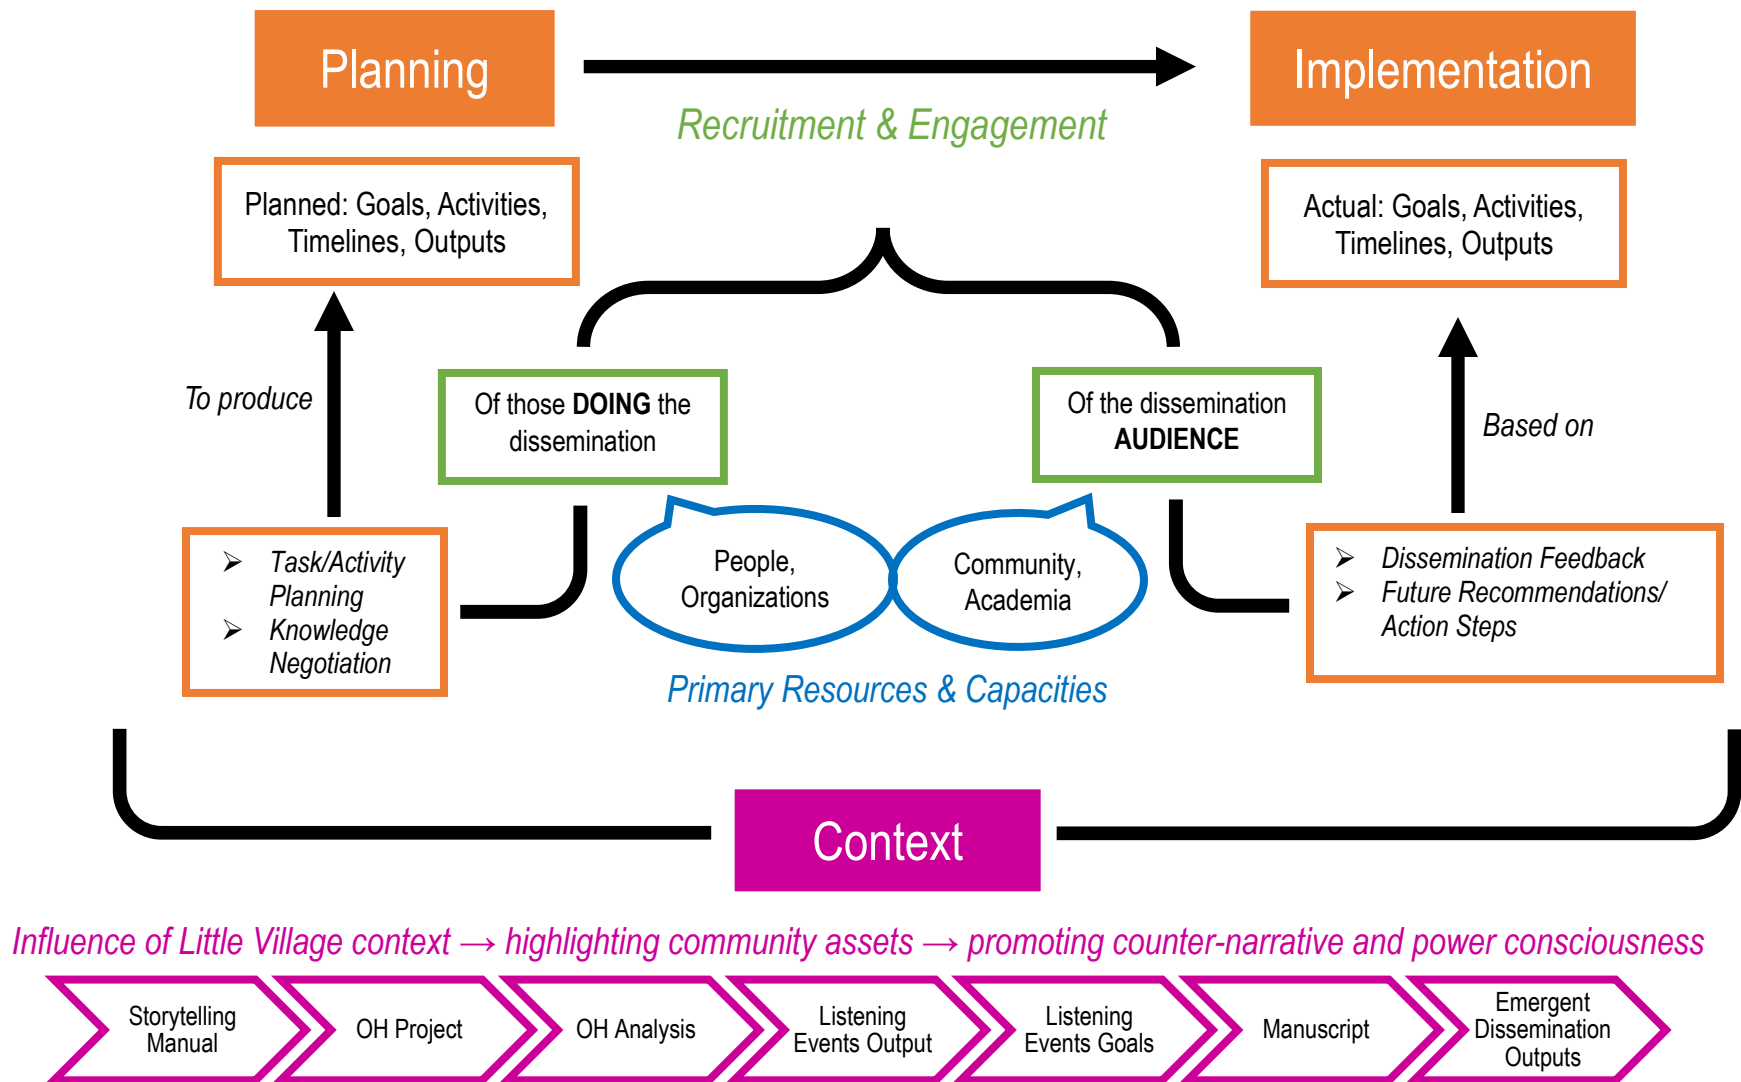 Planning
Implementation
Recruitment & Engagement
Planned: Goals, Activities,
Timelines, Outputs
Actual: Goals, Activities,
Timelines, Outputs
To produce
Of those DOING the
dissemination
Of the dissemination
AUDIENCE
Based on
➢ Task/Activity
Planning
➢ Knowledge
Negotiation
People,
Organizations
Community,
Academia
➢ Dissemination Feedback
➢ Future Recommendations/
Action Steps
Primary Resources & Capacities
Context
Influence of Little Village context → highlighting community assets → promoting counter-narrative and power consciousness
Storytelling
Manual
OH Project
OH Analysis
Listening
Events Output
Listening
Events Goals
Manuscript
Emergent
Dissemination
Outputs